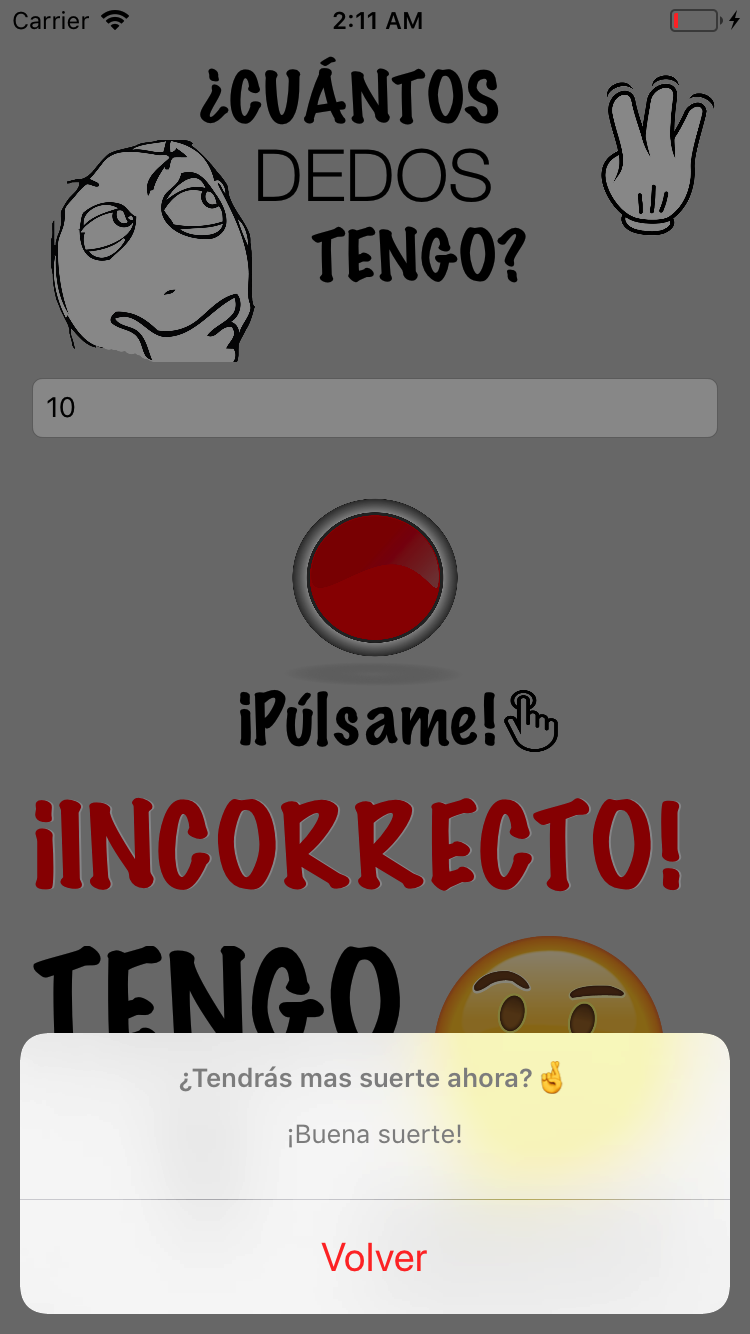 Carrier 2:11 AM
¿CUÁNTOS
DEDOS
TENGO?
10
¡Púlsame!
¡INCORRECTO!
TENGO
¿Tendrás mas suerte ahora?🤞
¡Buena suerte!
Volver